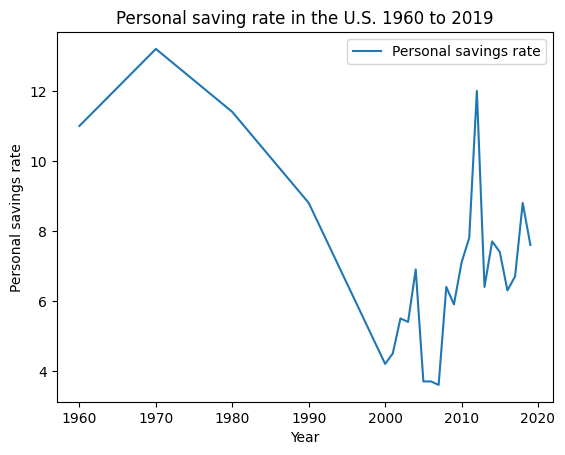 Personal saving rate in the U.S. 1960 to 2019
Personal savings rate
12
10
8
6
4
Personal savings rate
1960 1970 1980 1990 2000 2010 2020
Year